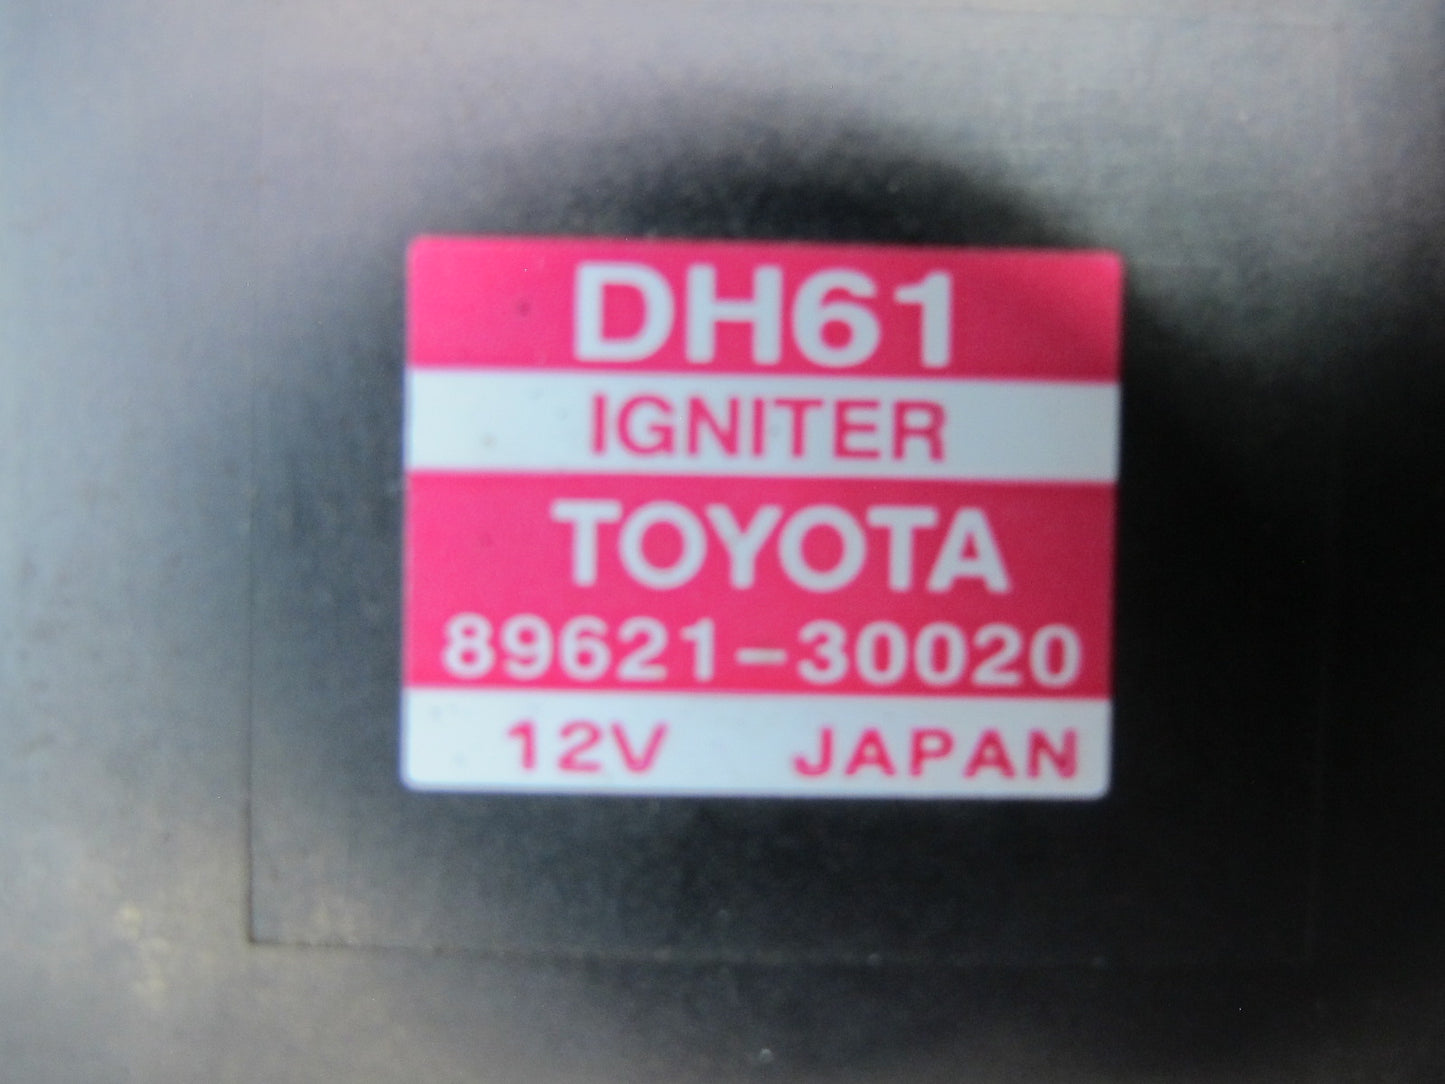 DH61
IGNITER
TOYOTA
89621-30020
12V JAPAN